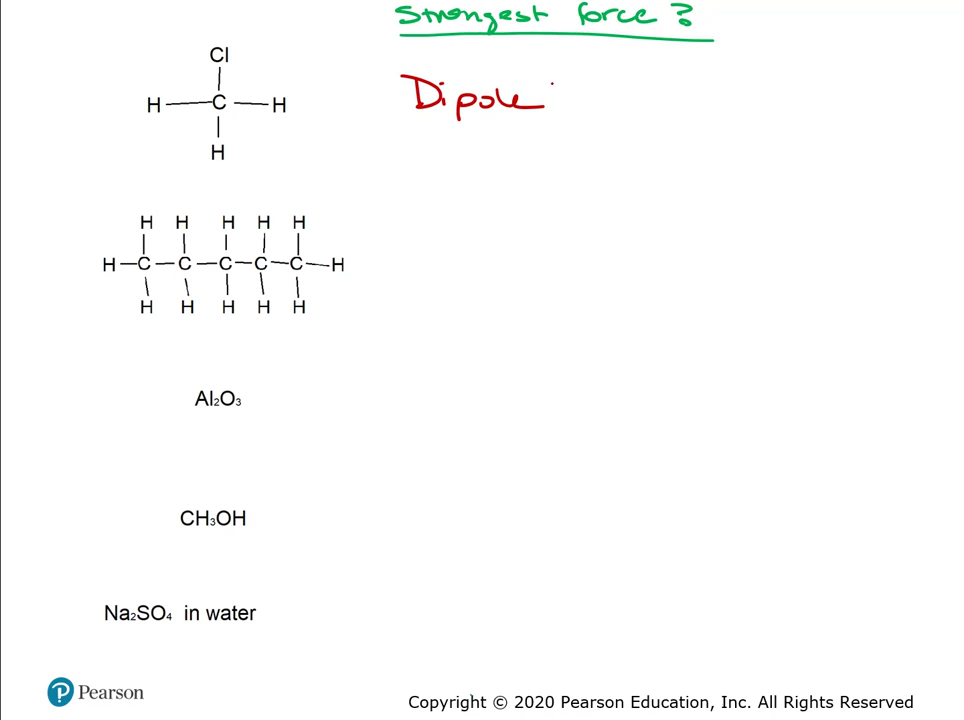 Strongest force ?
Cl
H C H
H
Dipole
H H H H H
H C C C C C H
H H H H H
Al₂O₃
CH₃OH
Na₂SO₄ in water
P Pearson
Copyright © 2020 Pearson Education, Inc. All Rights Reserved